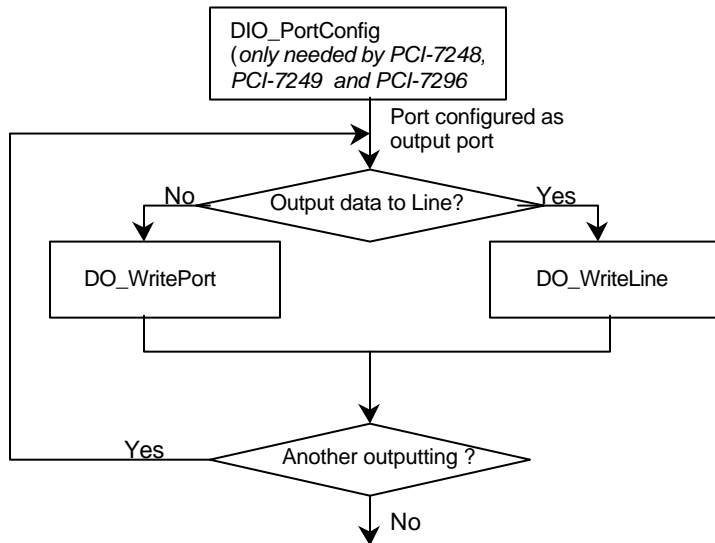 DIO_PortConfig
(only needed by PCI-7248,
PCI-7249 and PCI-7296
Port configured as
output port
No
Output data to Line?
Yes
DO_WritePort
DO_WriteLine
Yes
Another outputting ?
No